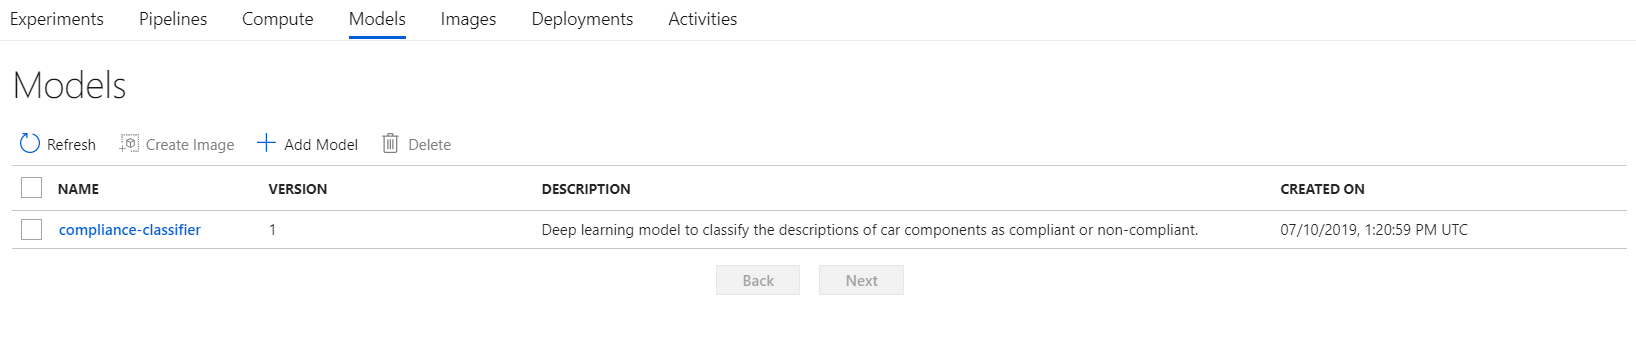 Experiments Pipelines Compute Models Images Deployments Activities
Models
Refresh Create Image Add Model Delete
NAME VERSION DESCRIPTION CREATED ON
compliance-classifier 1 Deep learning model to classify the descriptions of car components as compliant or non-compliant. 07/10/2019, 1:20:59 PM UTC
Back Next